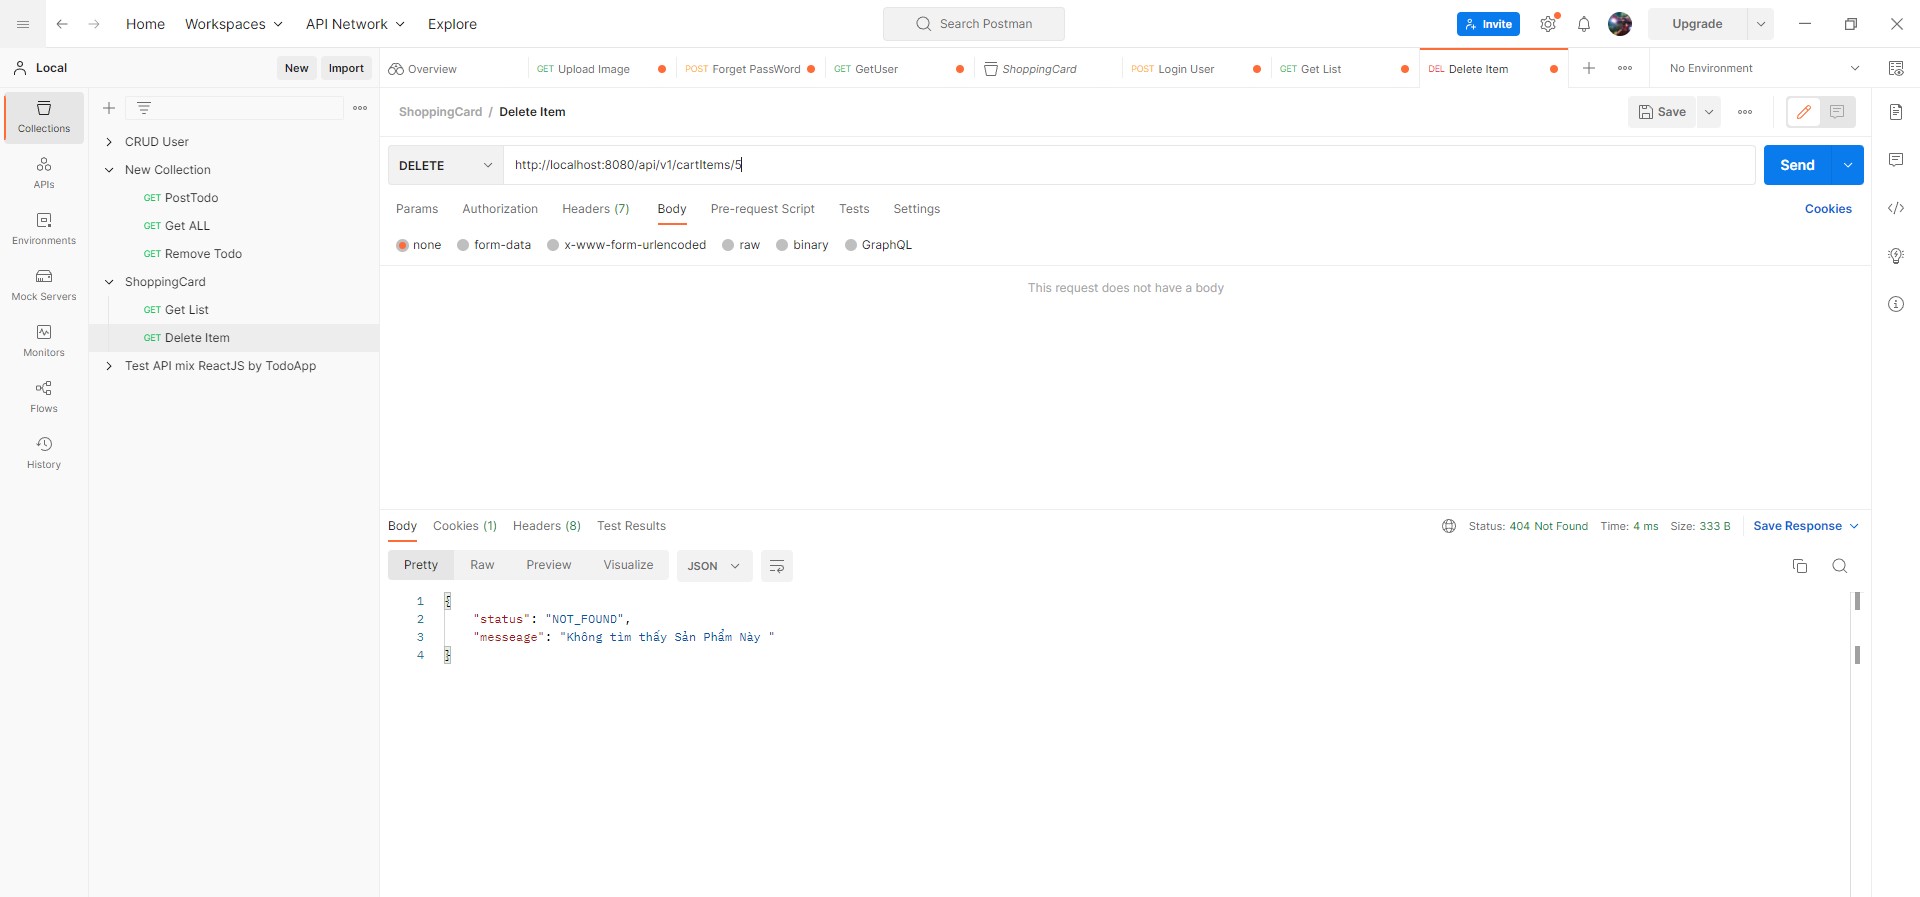 Home Workspaces API Network Explore Search Postman Invite Upgrade
Local New Import Overview GET Upload Image POST Forget PassWord GET GetUser ShoppingCard POST Login User GET Get List DEL Delete Item No Environment
Collections
APIs
Environments
Mock Servers
Monitors
Flows
History
CRUD User
New Collection
GET PostTodo
GET Get ALL
GET Remove Todo
ShoppingCard
GET Get List
GET Delete Item
Test API mix ReactJS by TodoApp
ShoppingCard / Delete Item Save
DELETE http://localhost:8080/api/v1/cartItems/5 Send
Params Authorization Headers (7) Body Pre-request Script Tests Settings Cookies
none form-data x-www-form-urlencoded raw binary GraphQL
This request does not have a body
Body Cookies (1) Headers (8) Test Results Status: 404 Not Found Time: 4 ms Size: 333 B Save Response
Pretty Raw Preview Visualize JSON
1 {
2 "status": "NOT_FOUND",
3 "messeage": "Không tìm thấy Sản Phẩm Này "
4 }